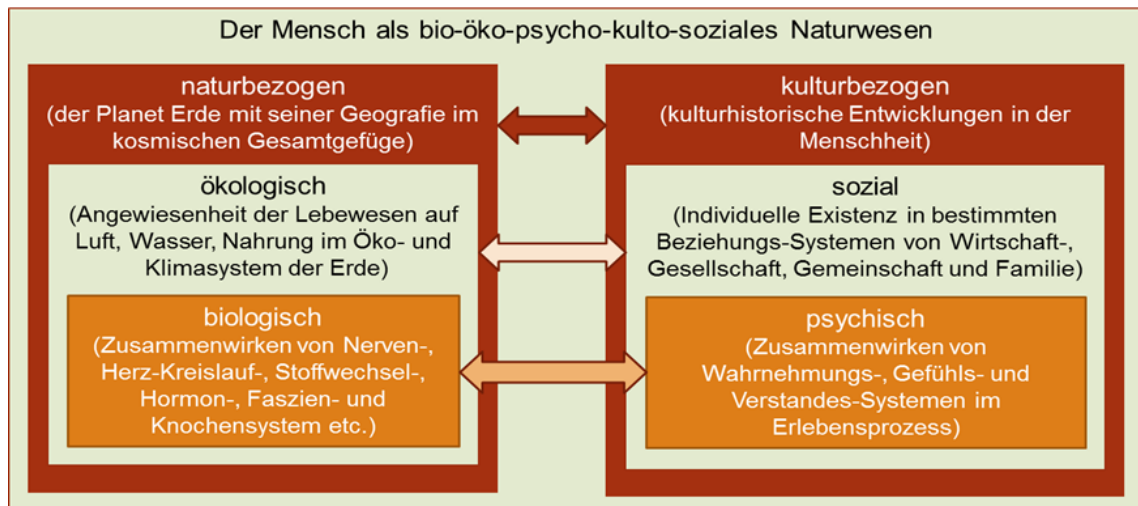 Der Mensch als bio-öko-psycho-kulto-soziales Naturwesen
naturbezogen
(der Planet Erde mit seiner Geografie im
kosmischen Gesamtgefüge)
ökologisch
(Angewiesenheit der Lebewesen auf
Luft, Wasser, Nahrung im Öko- und
Klimasystem der Erde)
biologisch
(Zusammenwirken von Nerven-,
Herz-Kreislauf-, Stoffwechsel-,
Hormon-, Faszien- und
Knochensystem etc.)
kulturbezogen
(kulturhistorische Entwicklungen in der
Menschheit)
sozial
(Individuelle Existenz in bestimmten
Beziehungs-Systemen von Wirtschaft-,
Gesellschaft, Gemeinschaft und Familie)
psychisch
(Zusammenwirken von
Wahrnehmungs-, Gefühls- und
Verstandes-Systemen im
Erlebensprozess)